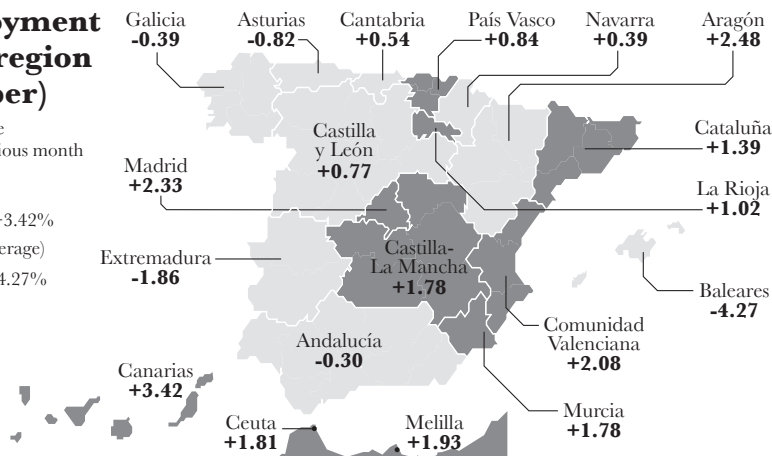 region
Galicia
-0.39
Asturias
-0.82
Cantabria
+0.54
País Vasco
+0.84
Navarra
+0.39
Aragón
+2.48
ious month
3.42%
4.27%
Castilla
y León
+0.77
Madrid
+2.33
Cataluña
+1.39
La Rioja
+1.02
Extremadura
-1.86
Castilla-
La Mancha
+1.78
Baleares
-4.27
Comunidad
Valenciana
+2.08
Andalucía
-0.30
Canarias
+3.42
Murcia
+1.78
Ceuta
+1.81
Melilla
+1.93